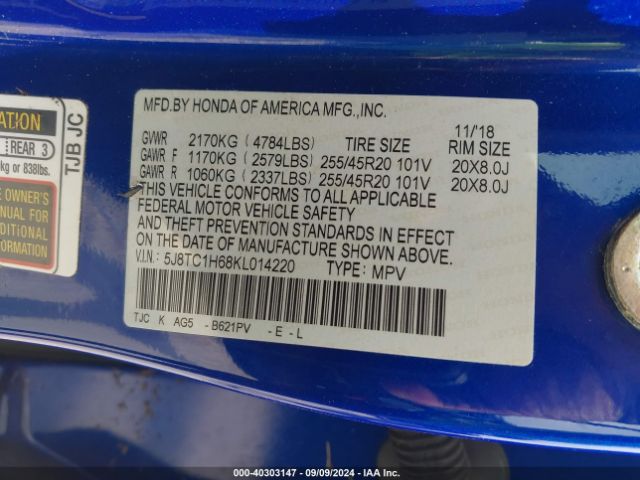 MFD.BY HONDA OF AMERICA MFG.,INC.
11/'18
GVWR 2170KG ( 4784LBS) TIRE SIZE RIM SIZE
GAWR F 1170KG ( 2579LBS) 255/45R20 101V 20X8.0J
GAWR R 1060KG ( 2337LBS) 255/45R20 101V 20X8.0J
THIS VEHICLE CONFORMS TO ALL APPLICABLE
FEDERAL MOTOR VEHICLE SAFETY
AND THEFT PREVENTION STANDARDS IN EFFECT
ON THE DATE OF MANUFACTURE SHOWN ABOVE.
V.I.N.: 5J8TC1H68KL014220 TYPE: MPV
TJC K AG5 - B621PV - E - L
ATION
REAR 3
kg or 838lbs.
TJB JC
E OWNER'S
ANUAL FOR
DDITIONAL
FORMATION
000-40303147 - 09/09/2024 - IAA Inc.